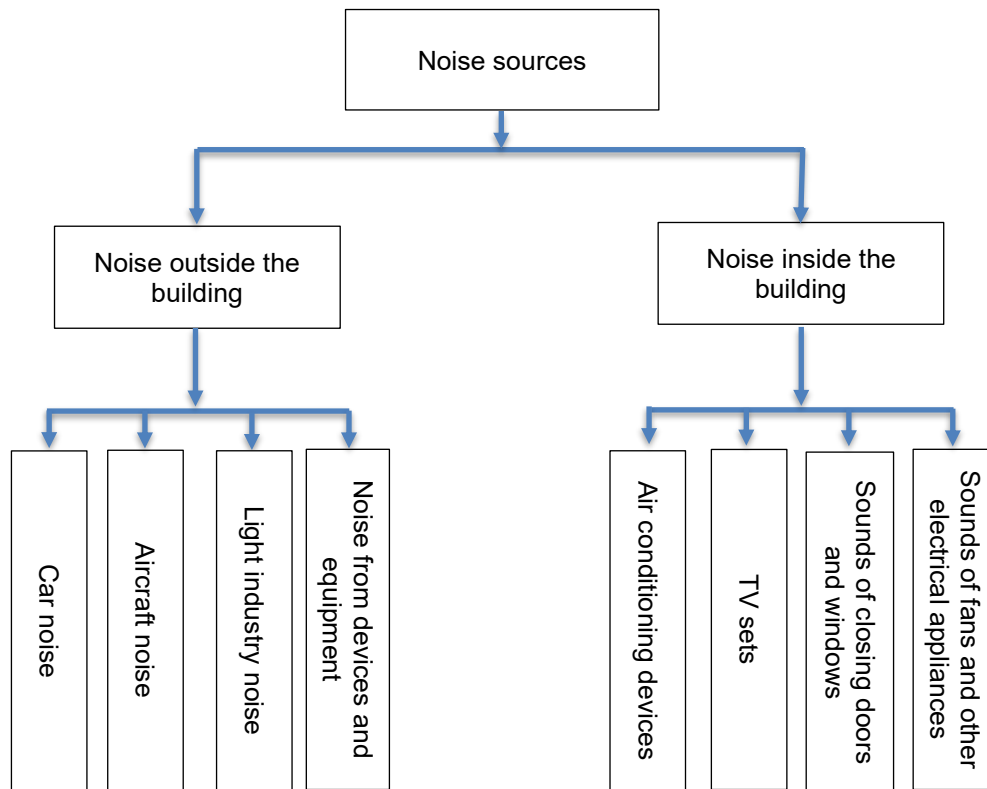 Noise sources
Noise outside the
building
Noise inside the
building
Car noise
Aircraft noise
Light industry noise
Noise from devices and
equipment
Air conditioning devices
TV sets
Sounds of closing doors
and windows
Sounds of fans and other
electrical appliances